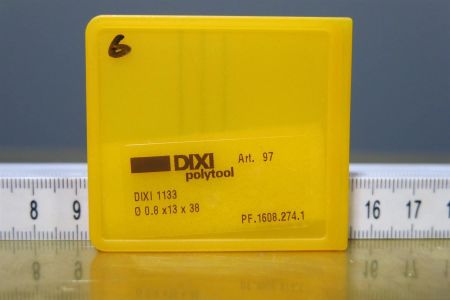 6
DIXI polytool Art. 97
DIXI 1133
Ø 0.8 x13 x 38
PF.1608.274.1
8 9 16 17